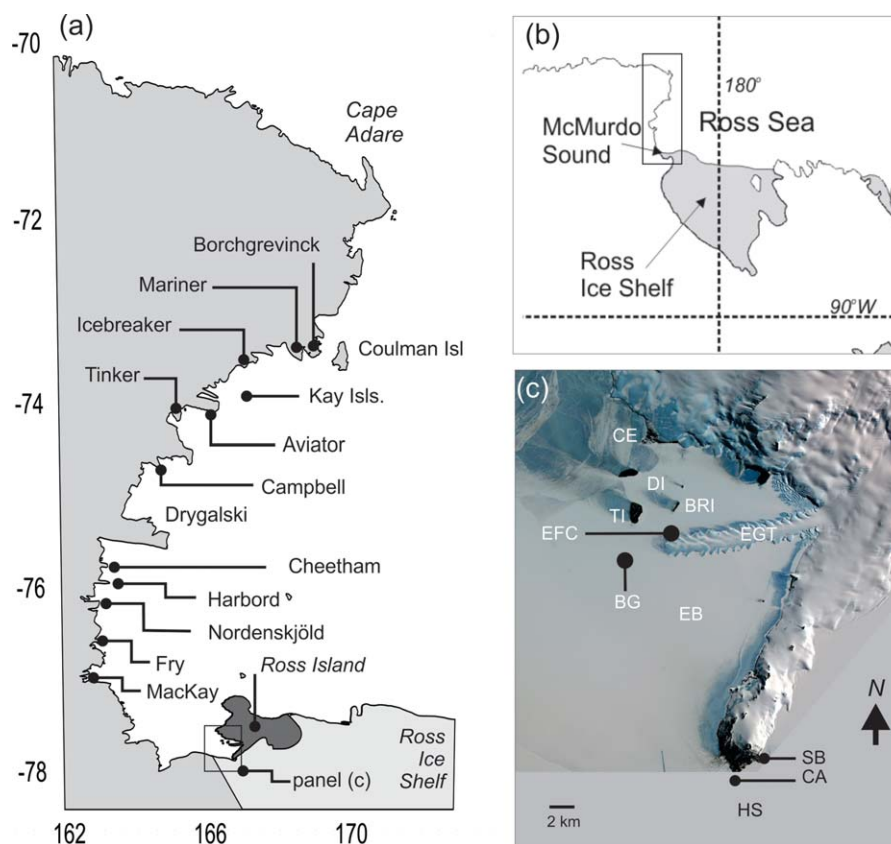 (a)
-70
-72
-74
-76
-78
162
166
170
Cape
Adare
Borchgrevinck
Mariner
Icebreaker
Coulman Isl
Tinker
Kay Isls.
Aviator
Campbell
Drygalski
Cheetham
Harbord
Nordenskjöld
Fry
Ross Island
MacKay
Ross
Ice
Shelf
panel (c)
(b)
180°
McMurdo
Sound
Ross Sea
Ross
Ice Shelf
90°W
(c)
CE
DI
BRI
TI
EFC
EGT
BG
EB
N
SB
CA
HS
2 km